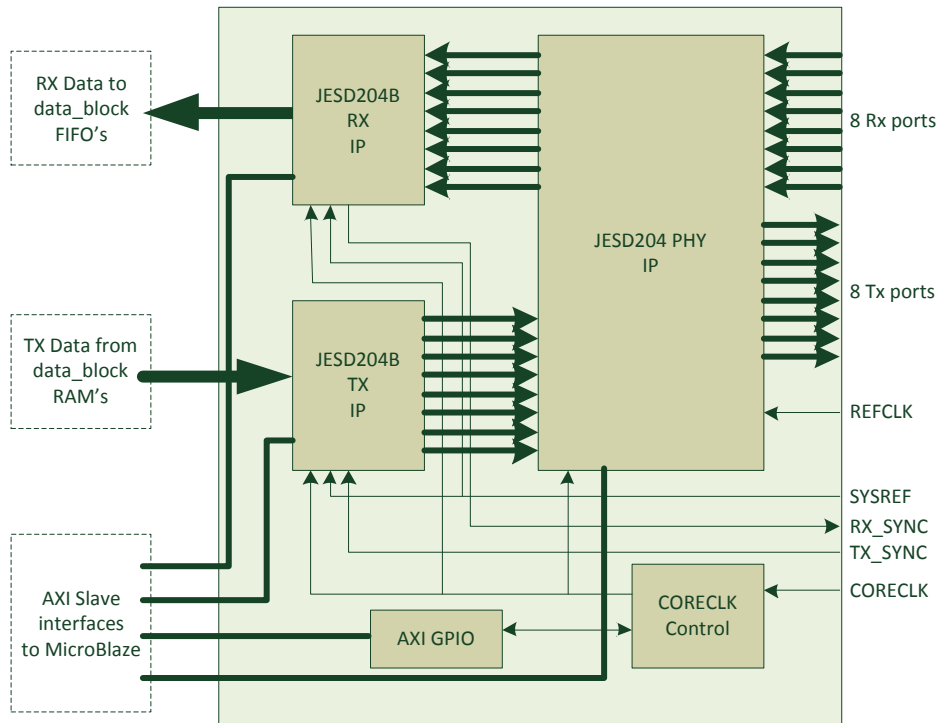 RX Data to
data_block
FIFO's
JESD204B
RX
IP
JESD204 PHY
IP
8 Rx ports
8 Tx ports
TX Data from
data_block
RAM's
JESD204B
TX
IP
REFCLK
SYSREF
RX_SYNC
TX_SYNC
CORECLK
AXI Slave
interfaces
to MicroBlaze
AXI GPIO
CORECLK
Control